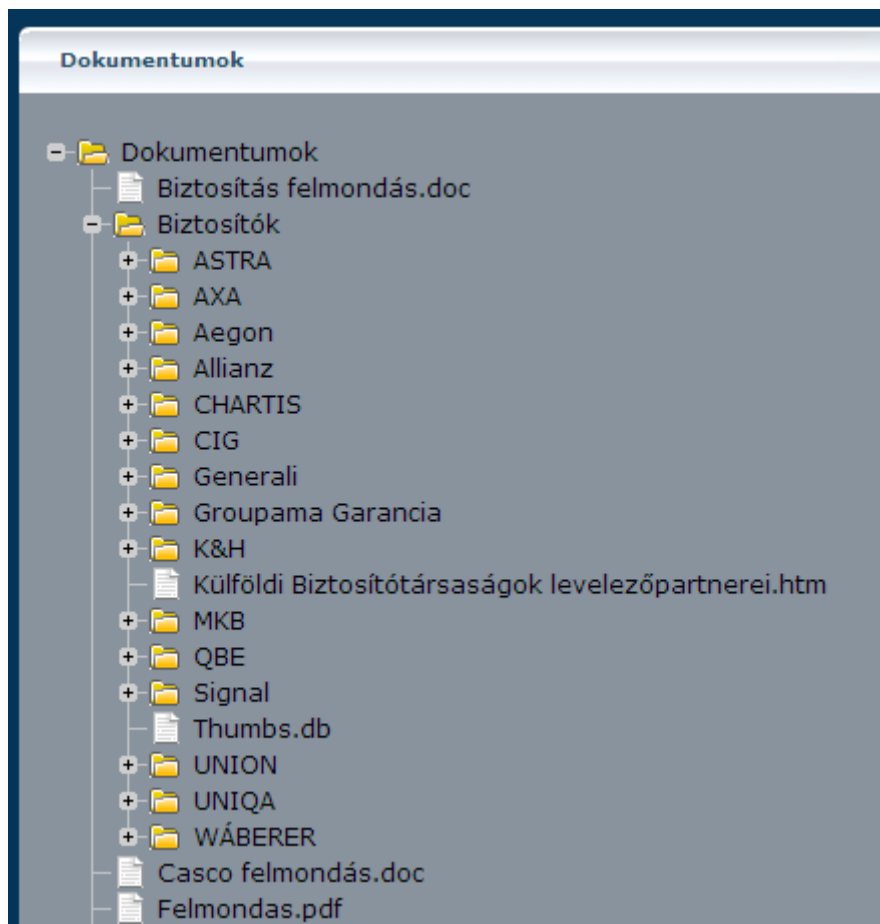 Dokumentumok
Dokumentumok
Biztosítás felmondás.doc
Biztosítók
ASTRA
AXA
Aegon
Allianz
CHARTIS
CIG
Generali
Groupama Garancia
K&H
Külföldi Biztosítótársaságok levelezőpartnerei.htm
MKB
QBE
Signal
Thumbs.db
UNION
UNIQA
WÁBERER
Casco felmondás.doc
Felmondas.pdf